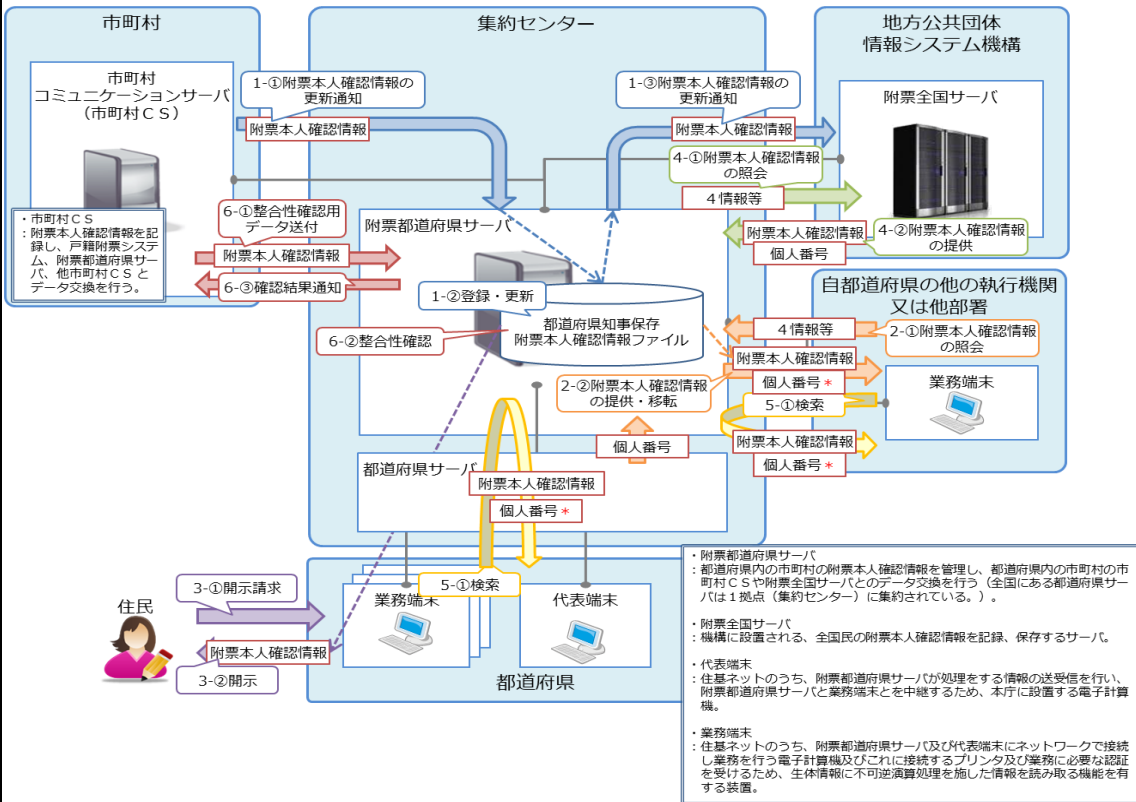 市町村
集約センター
地方公共団体
情報システム機構
市町村
コミュニケーションサーバ
（市町村ＣＳ）
1-①附票本人確認情報の
更新通知
附票本人確認情報
1-③附票本人確認情報の
更新通知
附票本人確認情報
附票全国サーバ
4-①附票本人確認情報
の照会
４情報等
附票本人確認情報
個人番号
4-②附票本人確認情報
の提供
・市町村ＣＳ
：附票本人確認情報を記
録し、戸籍附票システ
ム、附票都道府県サー
バ、他市町村ＣＳと
データ交換を行う。
6-①整合性確認用
データ送付
附票本人確認情報
6-③確認結果通知
附票都道府県サーバ
1-②登録・更新
都道府県知事保存
附票本人確認情報ファイル
6-②整合性確認
自都道府県の他の執行機関
又は他部署
４情報等
2-①附票本人確認情報
の照会
附票本人確認情報
個人番号＊
2-②附票本人確認情報
の提供・移転
業務端末
5-①検索
附票本人確認情報
個人番号＊
個人番号
都道府県サーバ
附票本人確認情報
個人番号＊
5-①検索
業務端末
代表端末
都道府県
住民
3-①開示請求
附票本人確認情報
3-②開示
・附票都道府県サーバ
：都道府県内の市町村の附票本人確認情報を管理し、都道府県内の市町村の市
町村ＣＳや附票全国サーバとのデータ交換を行う（全国にある都道府県サー
バは１拠点（集約センター）に集約されている。）。
・附票全国サーバ
：機構に設置される、全国民の附票本人確認情報を記録、保存するサーバ。
・代表端末
：住基ネットのうち、附票都道府県サーバが処理をする情報の送受信を行い、
附票都道府県サーバと業務端末とを中継するため、本庁に設置する電子計算
機。
・業務端末
：住基ネットのうち、附票都道府県サーバ及び代表端末にネットワークで接続
し業務を行う電子計算機及びこれに接続するプリンタ及び業務に必要な認証
を受けるため、生体情報に不可逆演算処理を施した情報を読み取る機能を有
する装置。